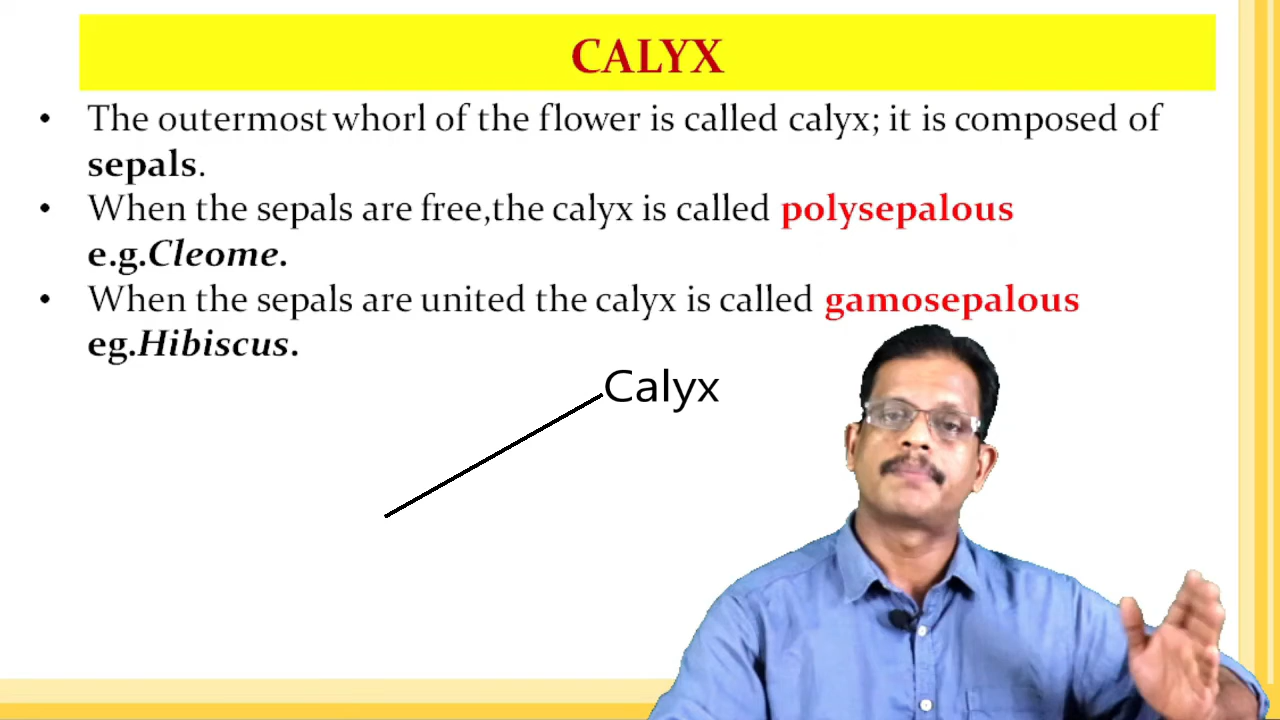 CALYX
• The outermost whorl of the flower is called calyx; it is composed of
sepals.
• When the sepals are free,the calyx is called polysepalous
e.g.Cleome.
• When the sepals are united the calyx is called gamosepalous
eg.Hibiscus.
Calyx